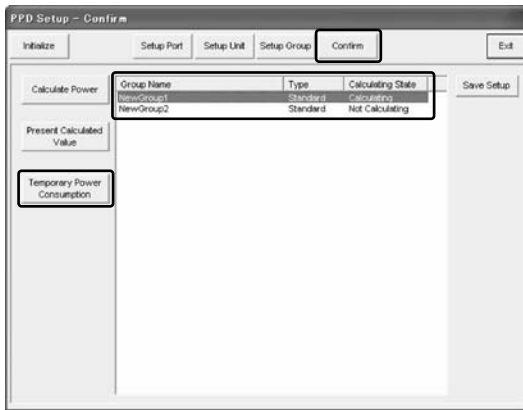 PPD Setup - Confirm
Initialize Setup Port Setup Unit Setup Group Confirm Exit
Calculate Power
Group Name Type Calculating State
Save Setup
NewGroup1 Standard Calculating
NewGroup2 Standard Not Calculating
Present Calculated
Value
Temporary Power
Consumption